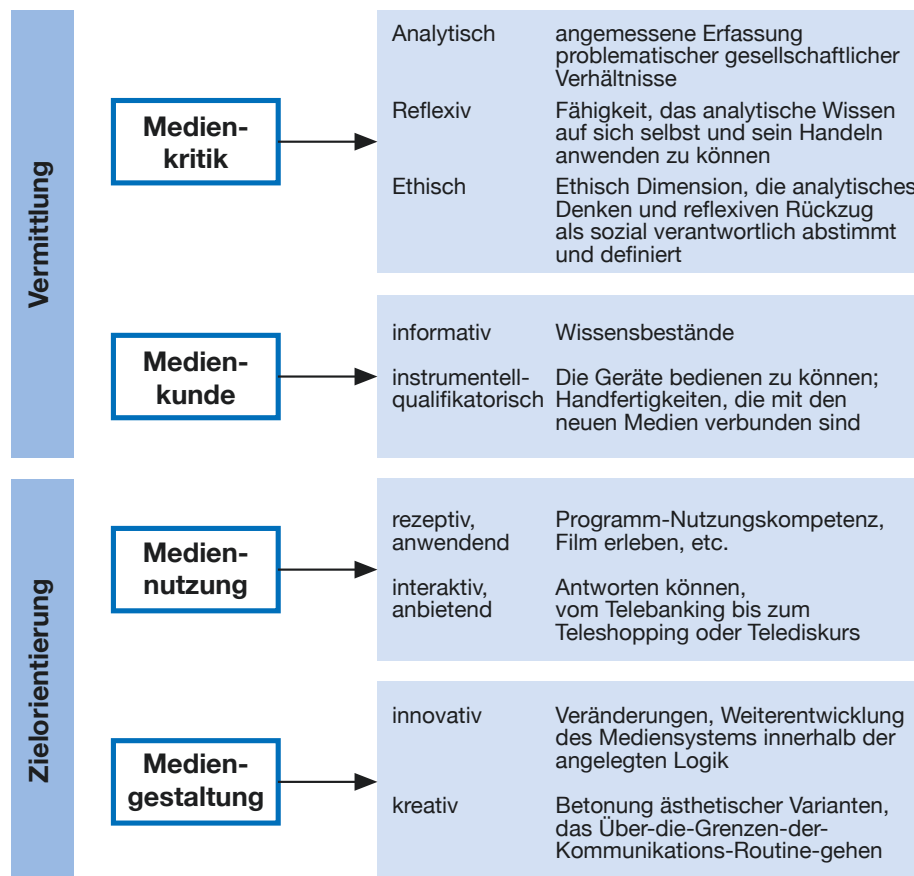 Vermittlung
Medien-
kritik
Analytisch angemessene Erfassung
problematischer gesellschaftlicher
Verhältnisse
Reflexiv Fähigkeit, das analytische Wissen
auf sich selbst und sein Handeln
anwenden zu können
Ethisch Ethisch Dimension, die analytisches
Denken und reflexiven Rückzug
als sozial verantwortlich abstimmt
und definiert
Medien-
kunde
informativ Wissensbestände
instrumentell- Die Geräte bedienen zu können;
qualifikatorisch Handfertigkeiten, die mit den
neuen Medien verbunden sind
Zielorientierung
Medien-
nutzung
rezeptiv, Programm-Nutzungskompetenz,
anwendend Film erleben, etc.
interaktiv, Antworten können,
anbietend vom Telebanking bis zum
Teleshopping oder Telediskurs
Medien-
gestaltung
innovativ Veränderungen, Weiterentwicklung
des Mediensystems innerhalb der
angelegten Logik
kreativ Betonung ästhetischer Varianten,
das Über-die-Grenzen-der-
Kommunikations-Routine-gehen